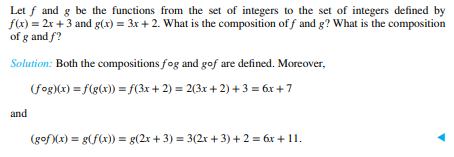 Let f and g be the functions from the set of integers to the set of integers defined by
f(x) = 2x + 3 and g(x) = 3x + 2. What is the composition of f and g? What is the composition
of g and f?
Solution: Both the compositions f∘g and g∘f are defined. Moreover,
(f∘g)(x) = f(g(x)) = f(3x + 2) = 2(3x + 2) + 3 = 6x + 7
and
(g∘f)(x) = g(f(x)) = g(2x + 3) = 3(2x + 3) + 2 = 6x + 11.